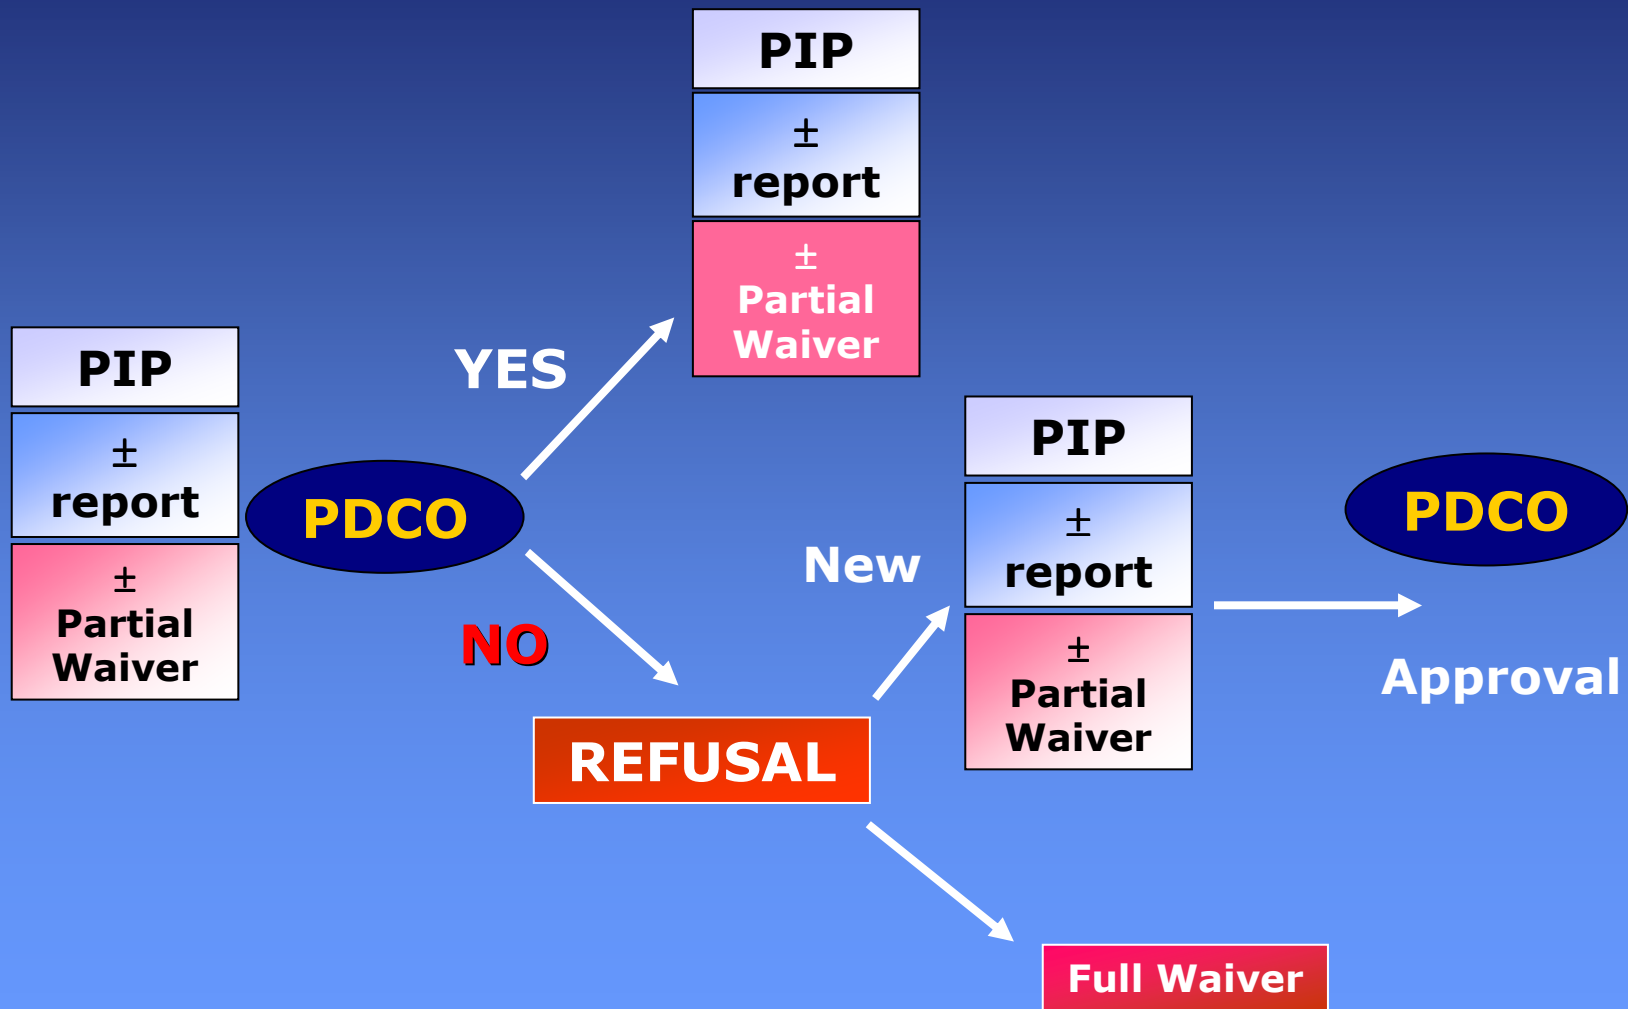 PIP
±
report
±
Partial
Waiver
PIP
±
report
±
Partial
Waiver
PDCO
YES
NO
REFUSAL
New
PIP
±
report
±
Partial
Waiver
PDCO
Approval
Full Waiver